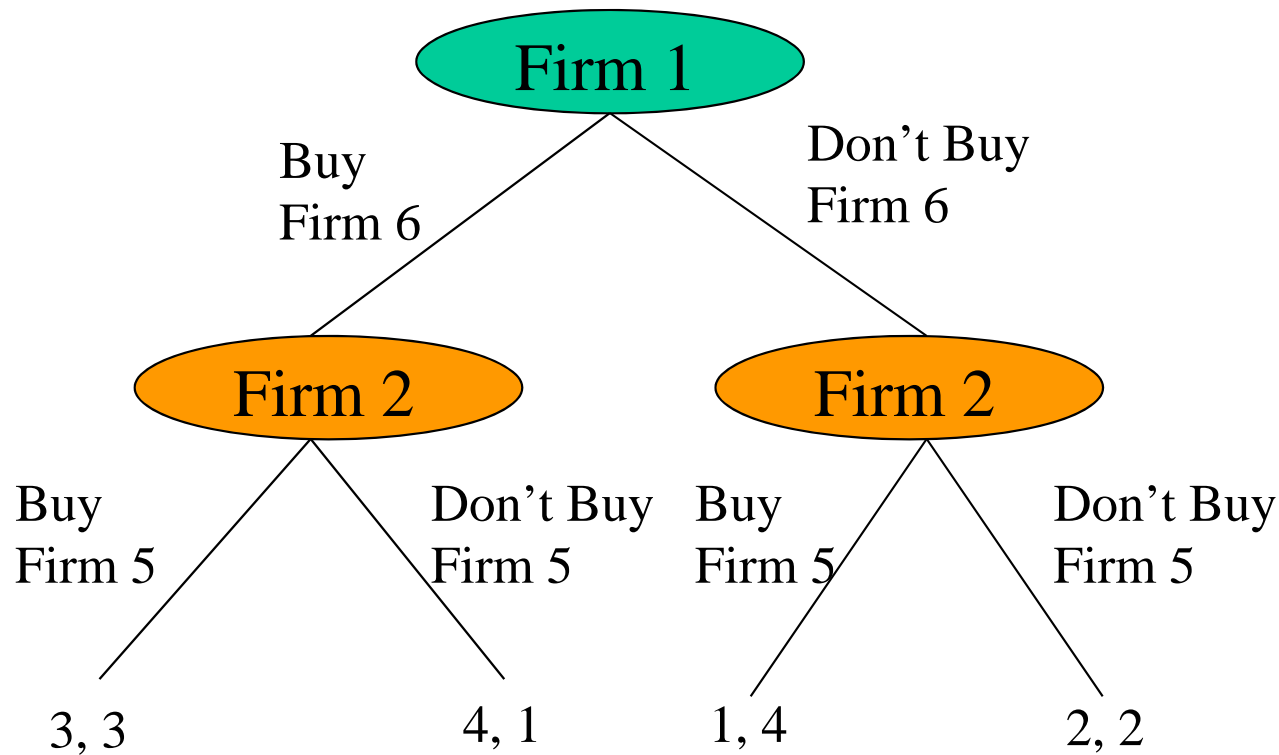 Firm 1
Buy
Firm 6
Don’t Buy
Firm 6
Firm 2
Firm 2
Buy
Firm 5
Don’t Buy
Firm 5
Buy
Firm 5
Don’t Buy
Firm 5
3, 3
4, 1
1, 4
2, 2